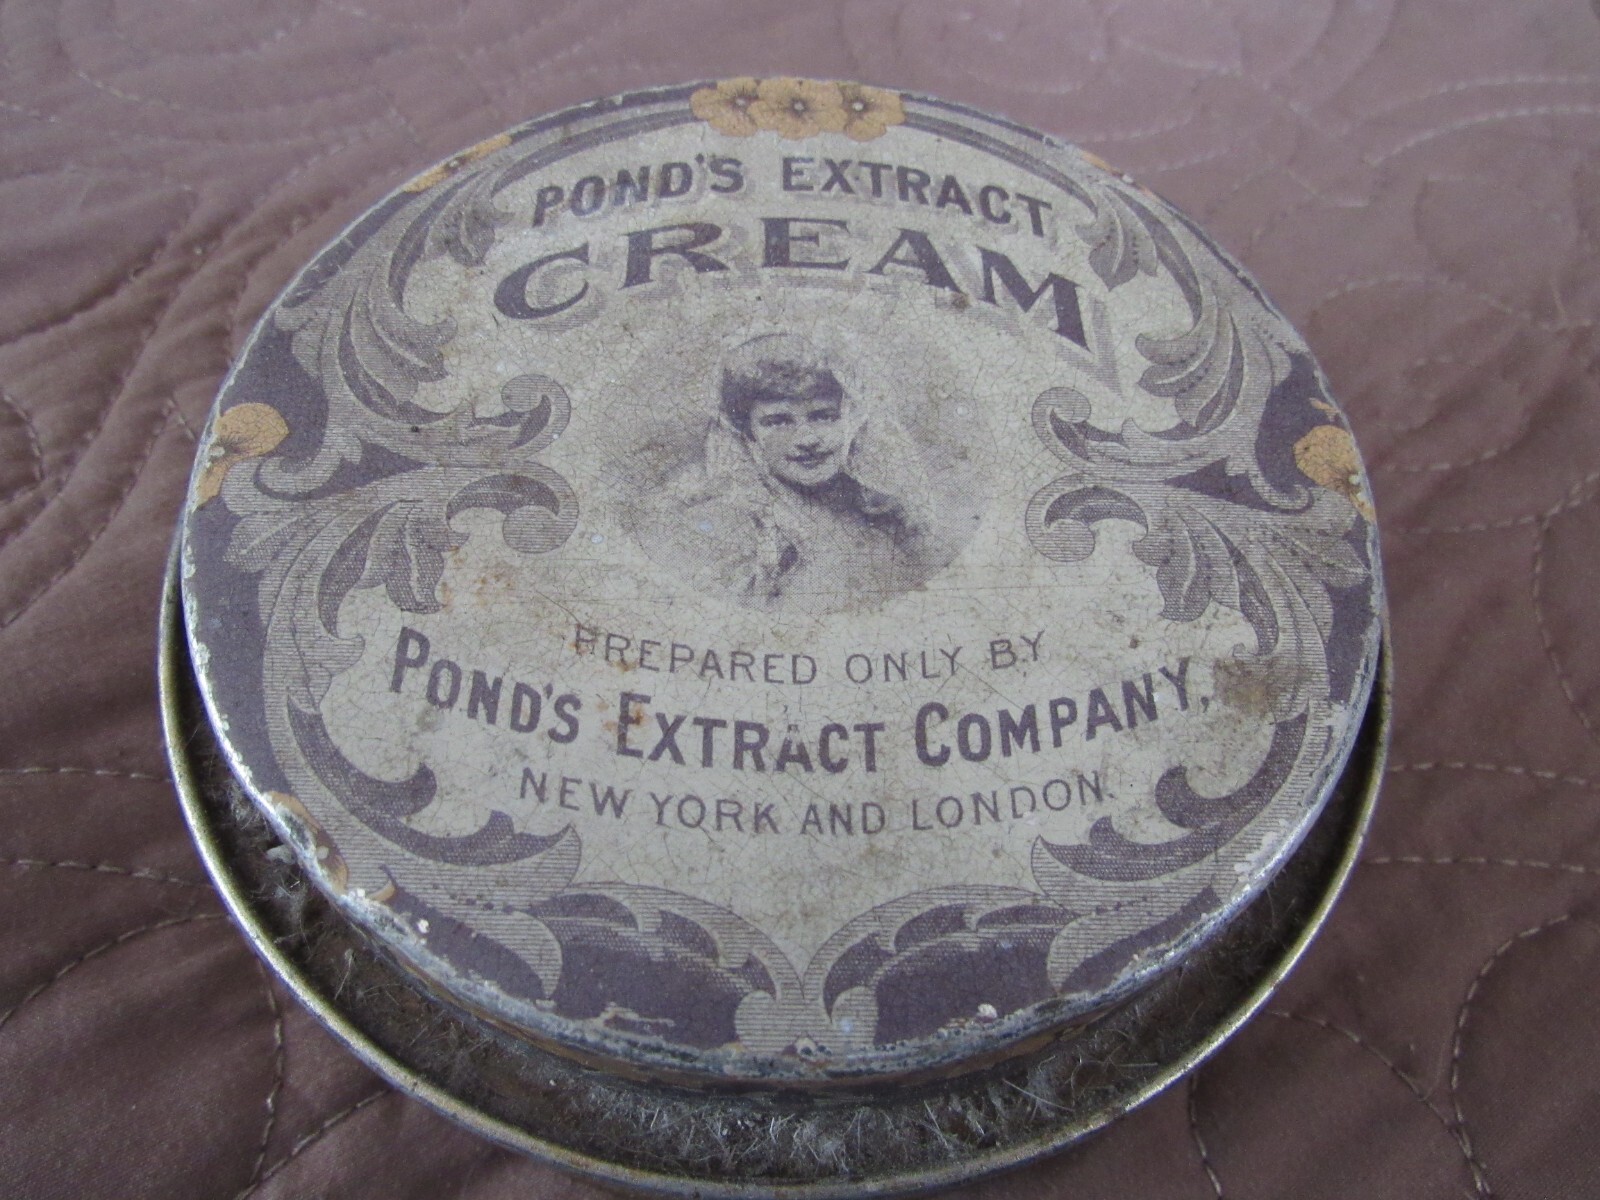 POND'S EXTRACT
CREAM
PREPARED ONLY BY
POND'S EXTRACT COMPANY,
NEW YORK AND LONDON.